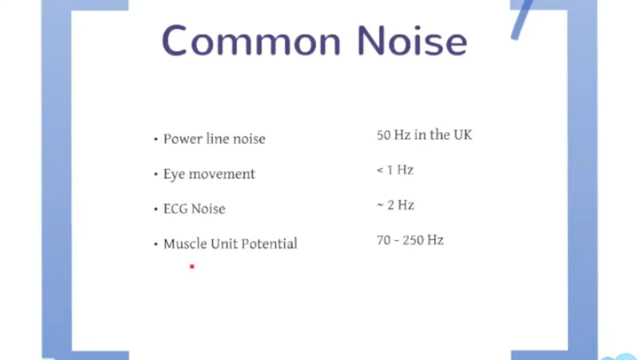 Common Noise
• Power line noise 50 Hz in the UK
• Eye movement < 1 Hz
• ECG Noise ~ 2 Hz
• Muscle Unit Potential 70 - 250 Hz